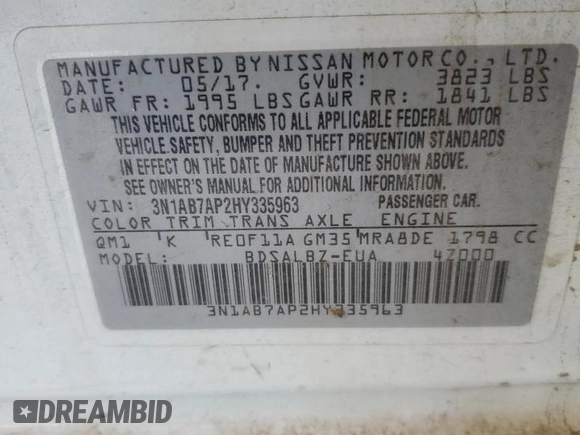 MANUFACTURED BY NISSAN MOTOR CO., LTD.
DATE: 05/17. GVWR: 3823 LBS
GAWR FR: 1995 LBS GAWR RR: 1841 LBS
THIS VEHICLE CONFORMS TO ALL APPLICABLE FEDERAL MOTOR
VEHICLE SAFETY, BUMPER AND THEFT PREVENTION STANDARDS
IN EFFECT ON THE DATE OF MANUFACTURE SHOWN ABOVE.
SEE OWNER'S MANUAL FOR ADDITIONAL INFORMATION.
VIN: 3N1AB7AP2HY335963 PASSENGER CAR.
COLOR TRIM TRANS AXLE ENGINE
QM1 K RE0F11A GM35 MRA8DE 1798 CC
MODEL: BDSALBZ-EUA 4Z000
3N1AB7AP2HY335963
DREAMBID